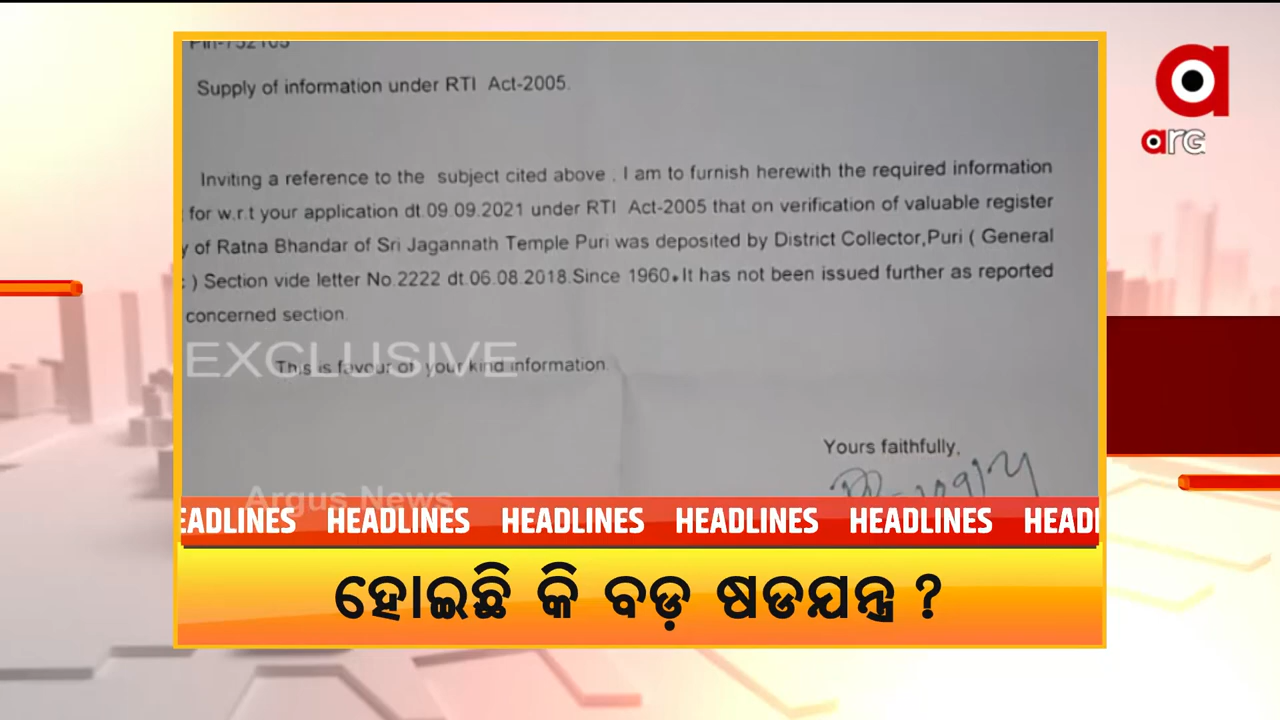 Supply of information under RTI Act-2005.
Inviting a reference to the subject cited above , I am to furnish herewith the required information
for w.r.t your application dt.09.09.2021 under RTI Act-2005 that on verification of valuable register
y of Ratna Bhandar of Sri Jagannath Temple Puri was deposited by District Collector,Puri ( General
) Section vide letter No.2222 dt.06.08.2018.Since 1960.It has not been issued further as reported
concerned section.
This is favour of your kind information.
EXCLUSIVE
Yours faithfully,
Argus News
EADLINES HEADLINES HEADLINES HEADLINES HEADLINES HEADL
ହୋଇଛି କି ବଡ଼ ଷଡଯନ୍ତ୍ର ?
a
arG